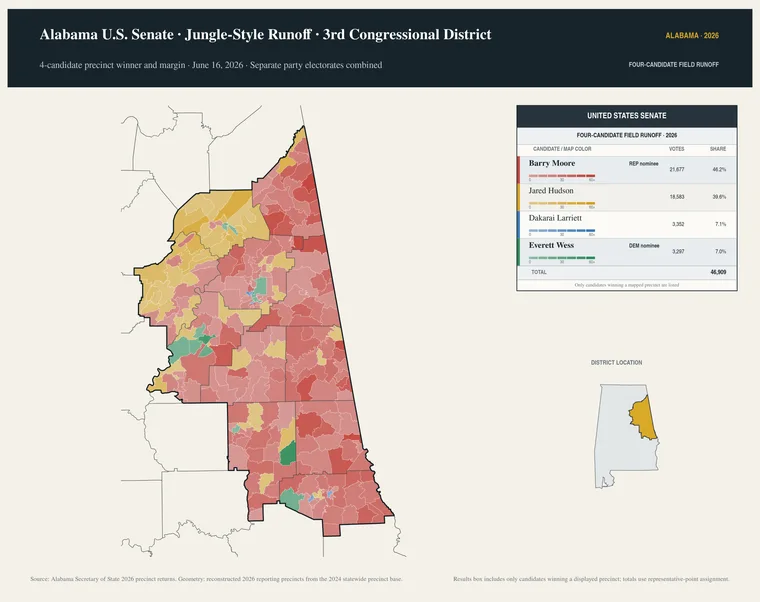 Alabama U.S. Senate · Jungle-Style Runoff · 3rd Congressional District
ALABAMA · 2026
4-candidate precinct winner and margin · June 16, 2026 · Separate party electorates combined
FOUR-CANDIDATE FIELD RUNOFF
UNITED STATES SENATE
FOUR-CANDIDATE FIELD RUNOFF · 2026
CANDIDATE / MAP COLOR VOTES SHARE
Barry Moore REP nominee 21,677 46.2%
Jared Hudson 18,583 39.6%
Dakarai Larriett 3,352 7.1%
Everett Wess DEM nominee 3,297 7.0%
TOTAL 46,909
Only candidates winning a mapped precinct are listed
DISTRICT LOCATION
Source: Alabama Secretary of State 2026 precinct returns. Geometry: reconstructed 2026 reporting precincts from the 2024 statewide precinct base.
Results box includes only candidates winning a displayed precinct; totals use representative-point assignment.